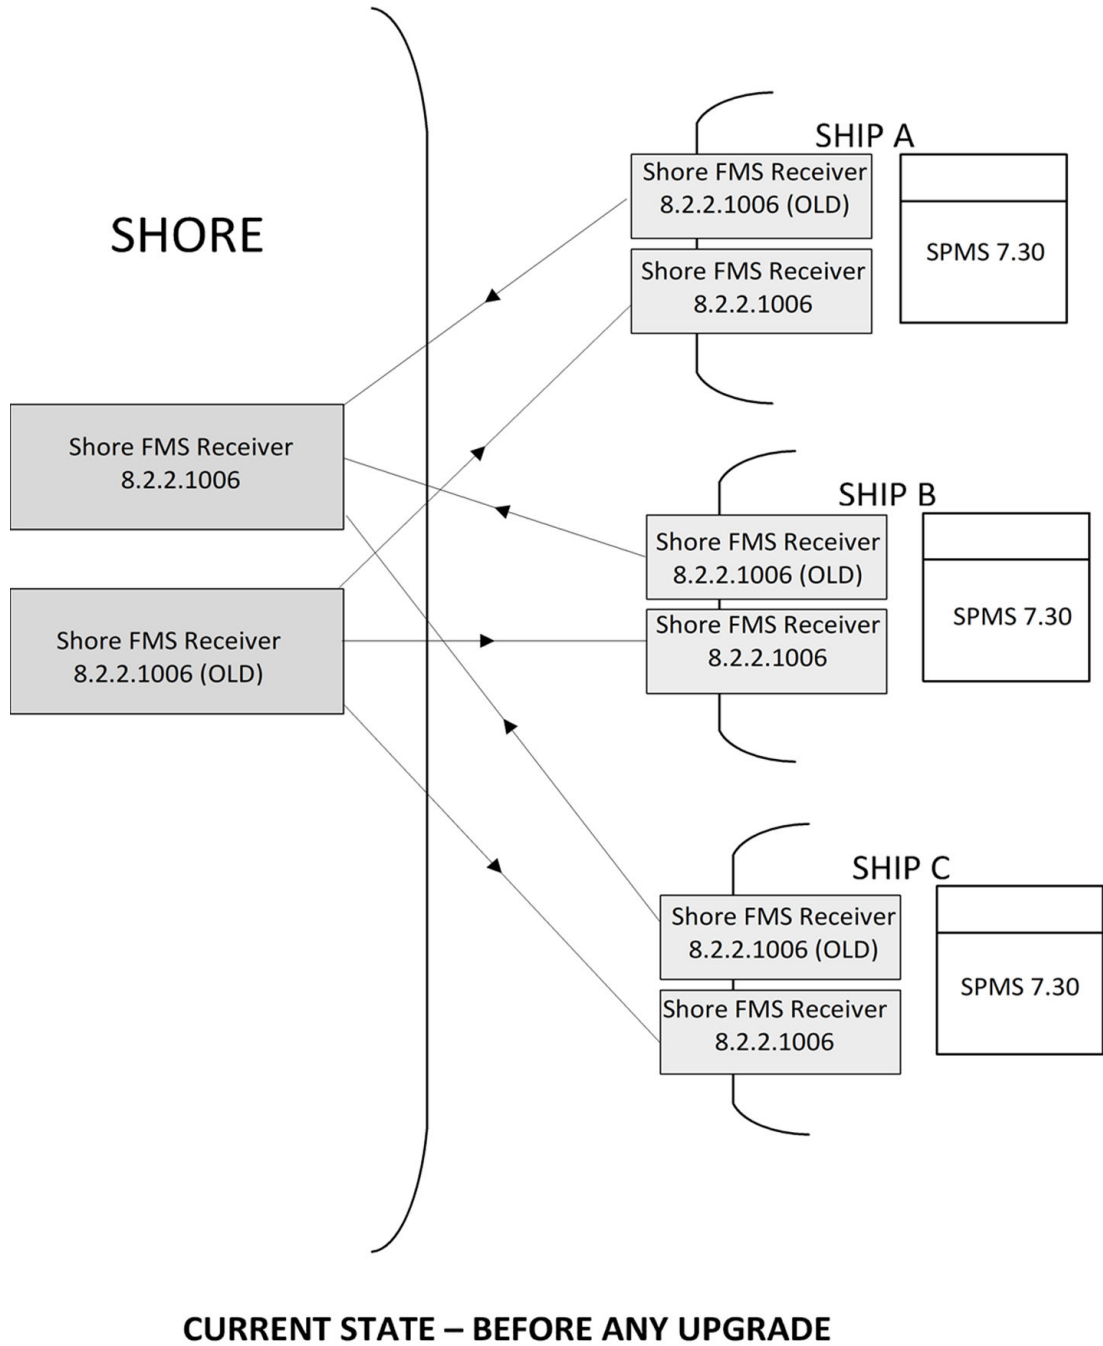 SHORE
Shore FMS Receiver
8.2.2.1006
Shore FMS Receiver
8.2.2.1006 (OLD)
SHIP A
Shore FMS Receiver
8.2.2.1006 (OLD)
Shore FMS Receiver
8.2.2.1006
SPMS 7.30
SHIP B
Shore FMS Receiver
8.2.2.1006 (OLD)
Shore FMS Receiver
8.2.2.1006
SPMS 7.30
SHIP C
Shore FMS Receiver
8.2.2.1006 (OLD)
Shore FMS Receiver
8.2.2.1006
SPMS 7.30
CURRENT STATE – BEFORE ANY UPGRADE